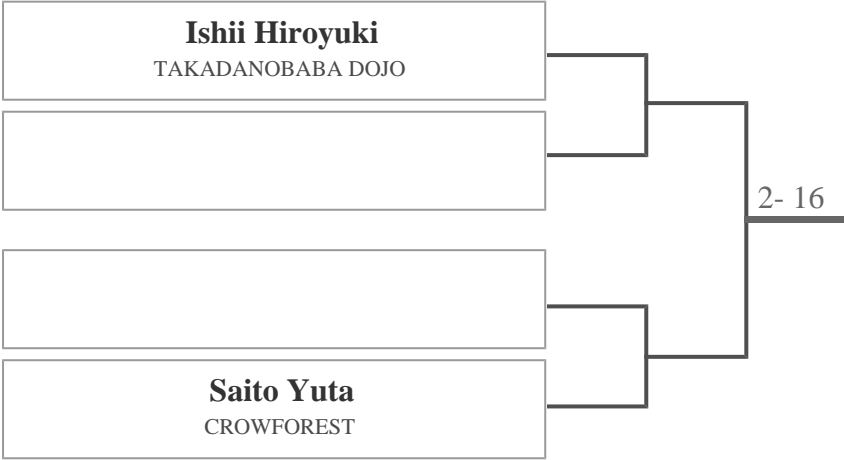 Ishii Hiroyuki
TAKADANOBABA DOJO
2- 16
Saito Yuta
CROWFOREST